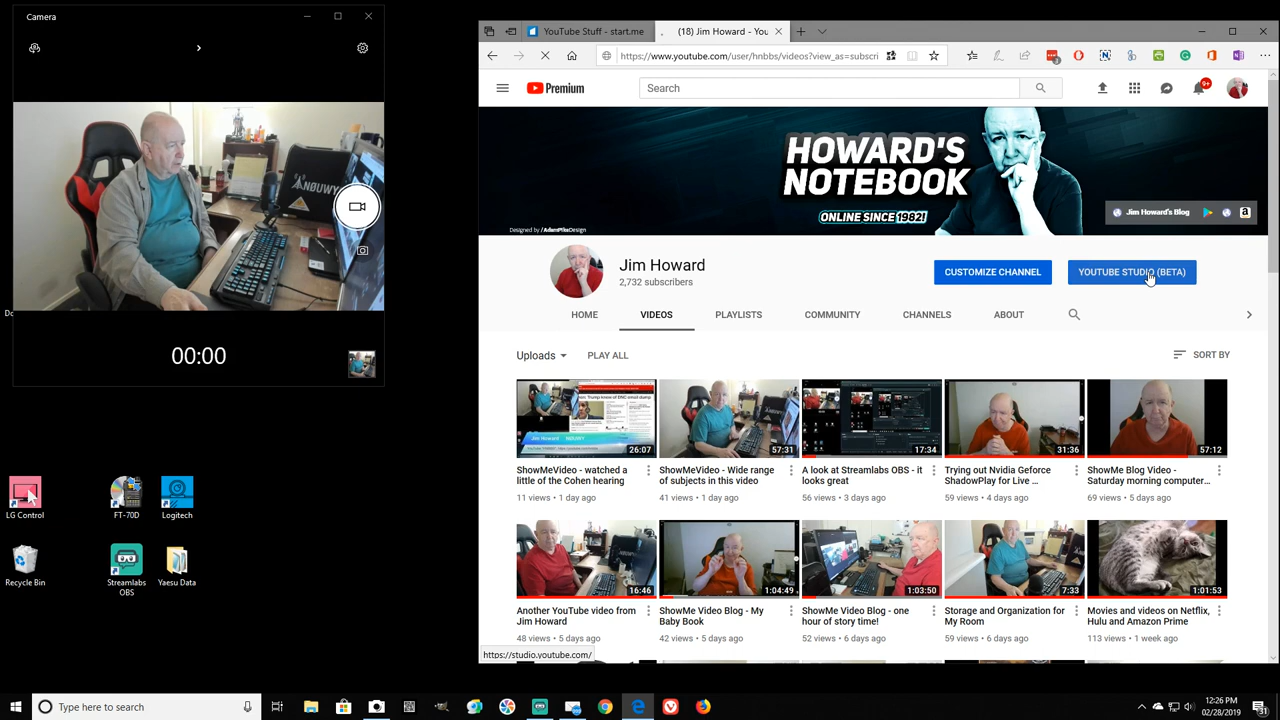 Camera
00:00
ANØUWY
LG Control
FT-70D
Logitech
Recycle Bin
Streamlabs
OBS
Yaesu Data
YouTube Stuff - start.me
(18) Jim Howard - You
https://www.youtube.com/user/hnbbs/videos?view_as=subscri
Premium
Search
9+
HOWARD'S
NOTEBOOK
ONLINE SINCE 1982!
Designed by /AdamPikeDesign
Jim Howard's Blog
Jim Howard
2,732 subscribers
CUSTOMIZE CHANNEL
YOUTUBE STUDIO (BETA)
HOME
VIDEOS
PLAYLISTS
COMMUNITY
CHANNELS
ABOUT
Uploads
PLAY ALL
SORT BY
26:07
57:31
17:34
31:36
57:12
ShowMeVideo - watched a
little of the Cohen hearing
11 views • 1 day ago
ShowMeVideo - Wide range
of subjects in this video
41 views • 1 day ago
A look at Streamlabs OBS - it
looks great
56 views • 3 days ago
Trying out Nvidia Geforce
ShadowPlay for Live ...
59 views • 4 days ago
ShowMe Blog Video -
Saturday morning computer...
69 views • 5 days ago
16:46
1:04:49
1:03:50
7:33
1:01:53
Another YouTube video from
Jim Howard
48 views • 5 days ago
ShowMe Video Blog - My
Baby Book
42 views • 5 days ago
ShowMe Video Blog - one
hour of story time!
52 views • 6 days ago
Storage and Organization for
My Room
59 views • 6 days ago
Movies and videos on Netflix,
Hulu and Amazon Prime
113 views • 1 week ago
https://studio.youtube.com/
Type here to search
12:26 PM
02/28/2019